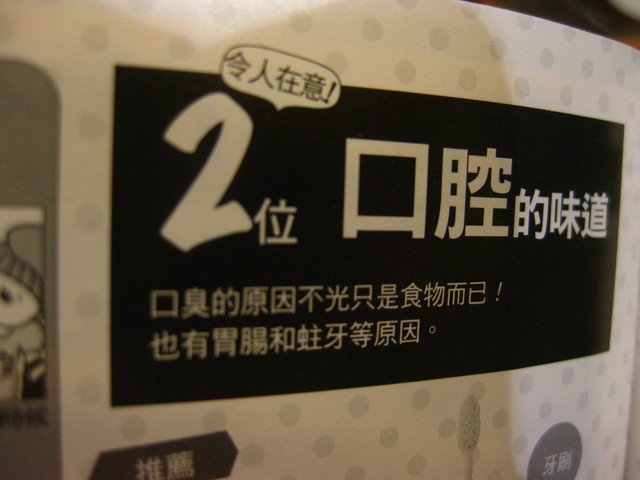 令人在意!
2位 口腔的味道
口臭的原因不光只是食物而已！
也有胃腸和蛀牙等原因。
推薦
牙刷